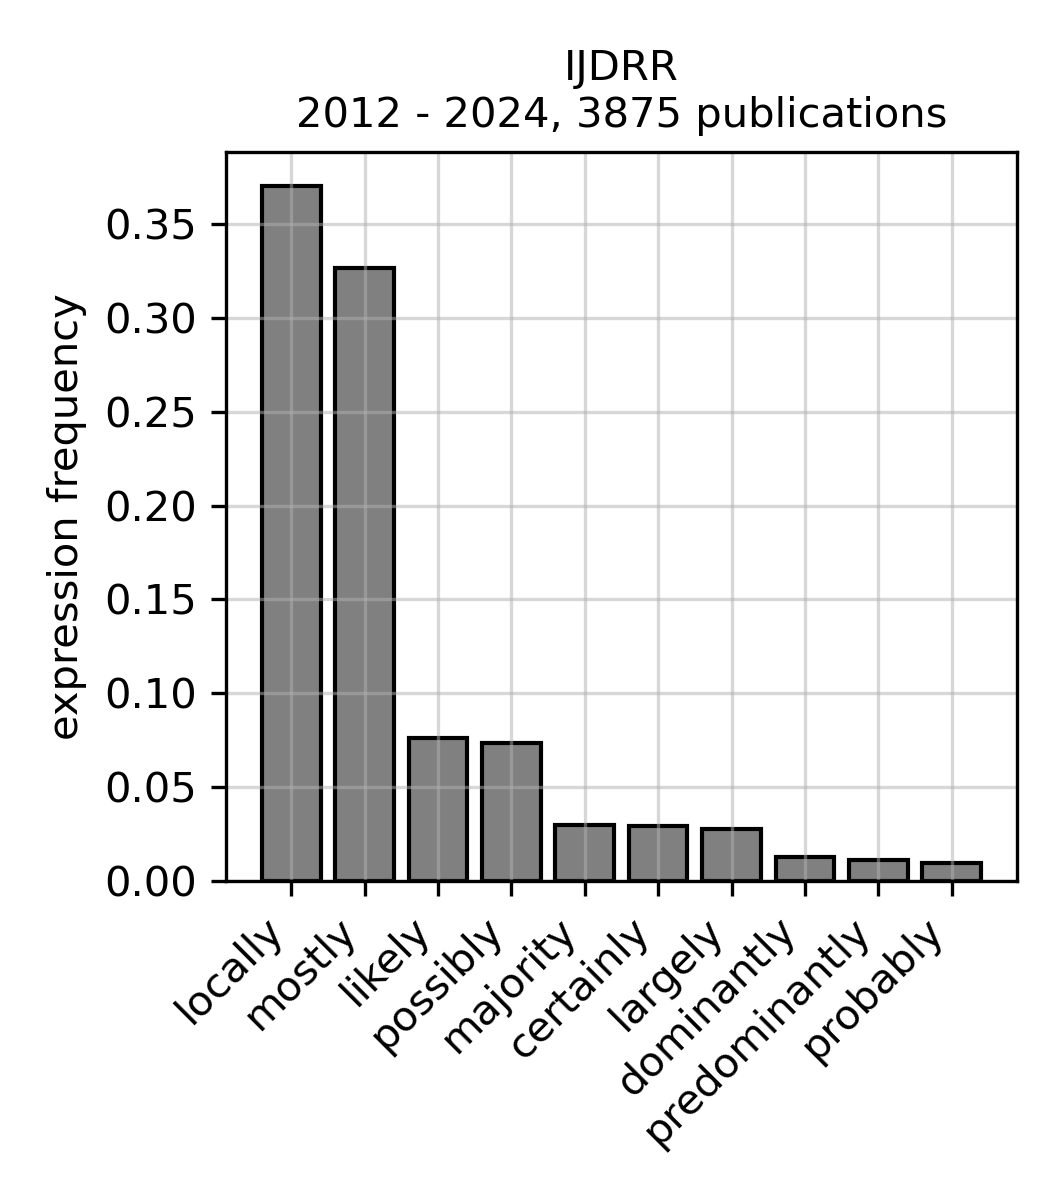 IJDRR
2012 - 2024, 3875 publications
expression frequency
0.35
0.30
0.25
0.20
0.15
0.10
0.05
0.00
locally
mostly
likely
possibly
majority
certainly
largely
dominantly
predominantly
probably